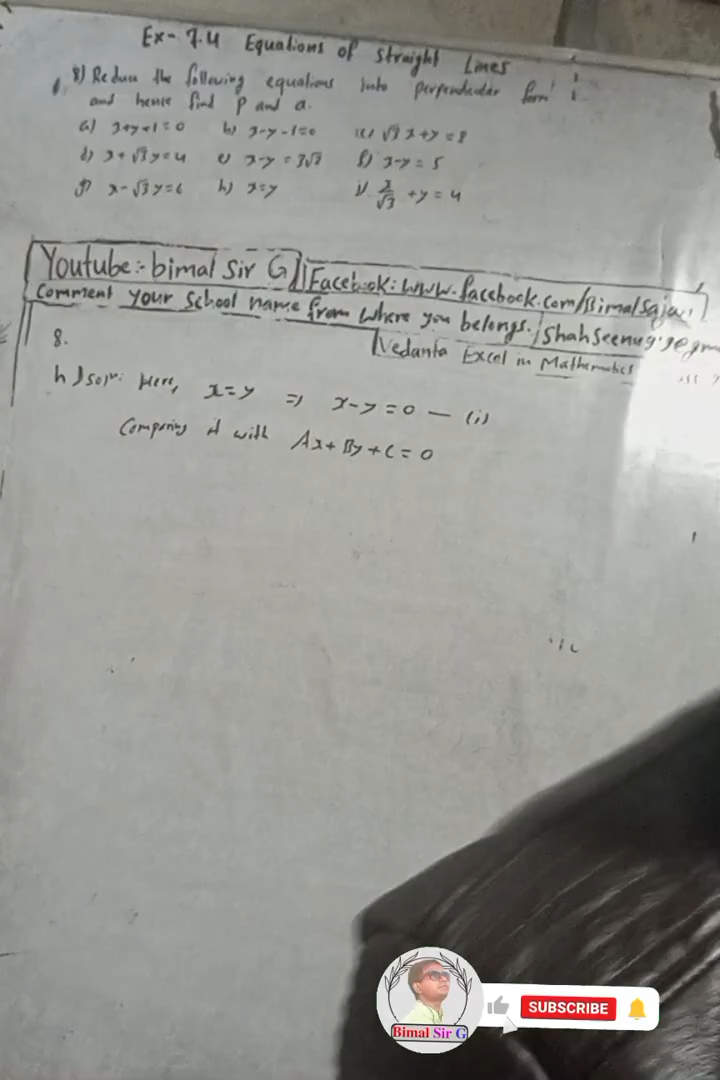 Ex- 7.4 Equations of Straight Lines
8) Reduce the following equations into perpendicular form
and hence find P and α.
a) x+y+1=0 b) x-y-1=0 c) √3 x+y=8
d) x+√3y=4 e) x-y=3√2 f) x-y=5
g) x-√3y=6 h) x=y i) x/√3 +y=4
Youtube:- bimal Sir G Facebook: www.facebook.com/Bimalsajan
Comment your School name from where you belongs. Shahseenug
Vedanta Excel in Mathematics
8.
h) Soln: Here, x=y ⇒ x-y=0 — (i)
Comparing it with Ax+By+C=0
Bimal Sir G
SUBSCRIBE